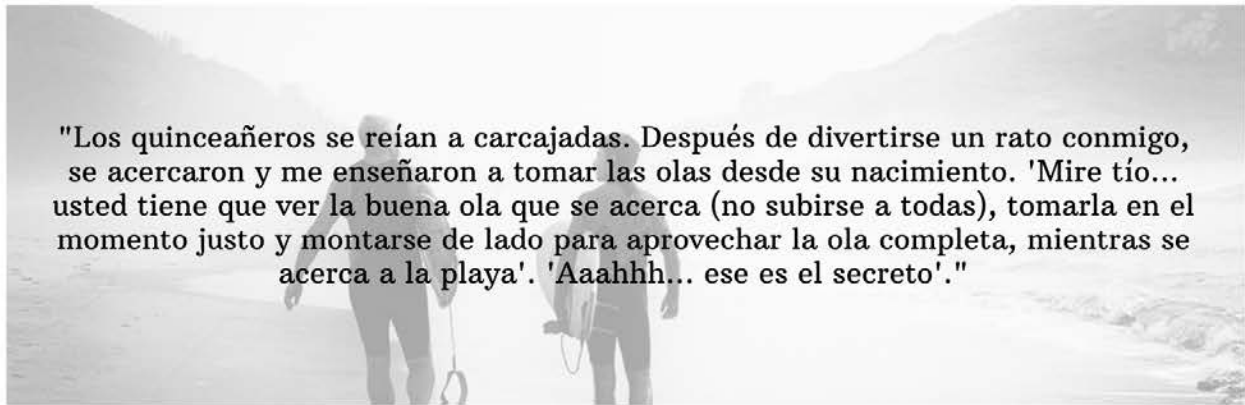 "Los quinceañeros se reían a carcajadas. Después de divertirse un rato conmigo,
se acercaron y me enseñaron a tomar las olas desde su nacimiento. 'Mire tío...
usted tiene que ver la buena ola que se acerca (no subirse a todas), tomarla en el
momento justo y montarse de lado para aprovechar la ola completa, mientras se
acerca a la playa'. 'Aaahhh... ese es el secreto'."